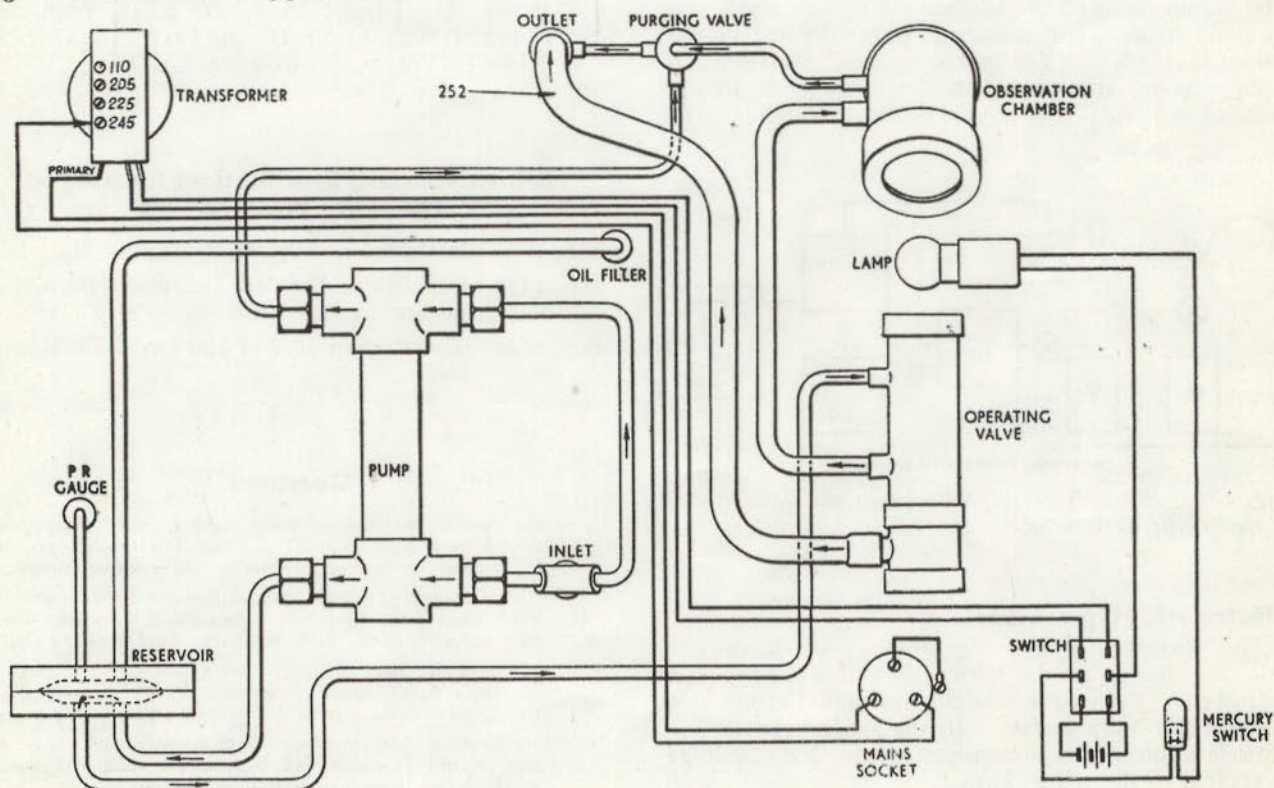 OUTLET
PURGING VALVE
110
205
225
245
TRANSFORMER
252
OBSERVATION
CHAMBER
PRIMARY
OIL FILLER
LAMP
OPERATING
VALVE
P R
GAUGE
PUMP
INLET
RESERVOIR
SWITCH
MERCURY
SWITCH
MAINS
SOCKET